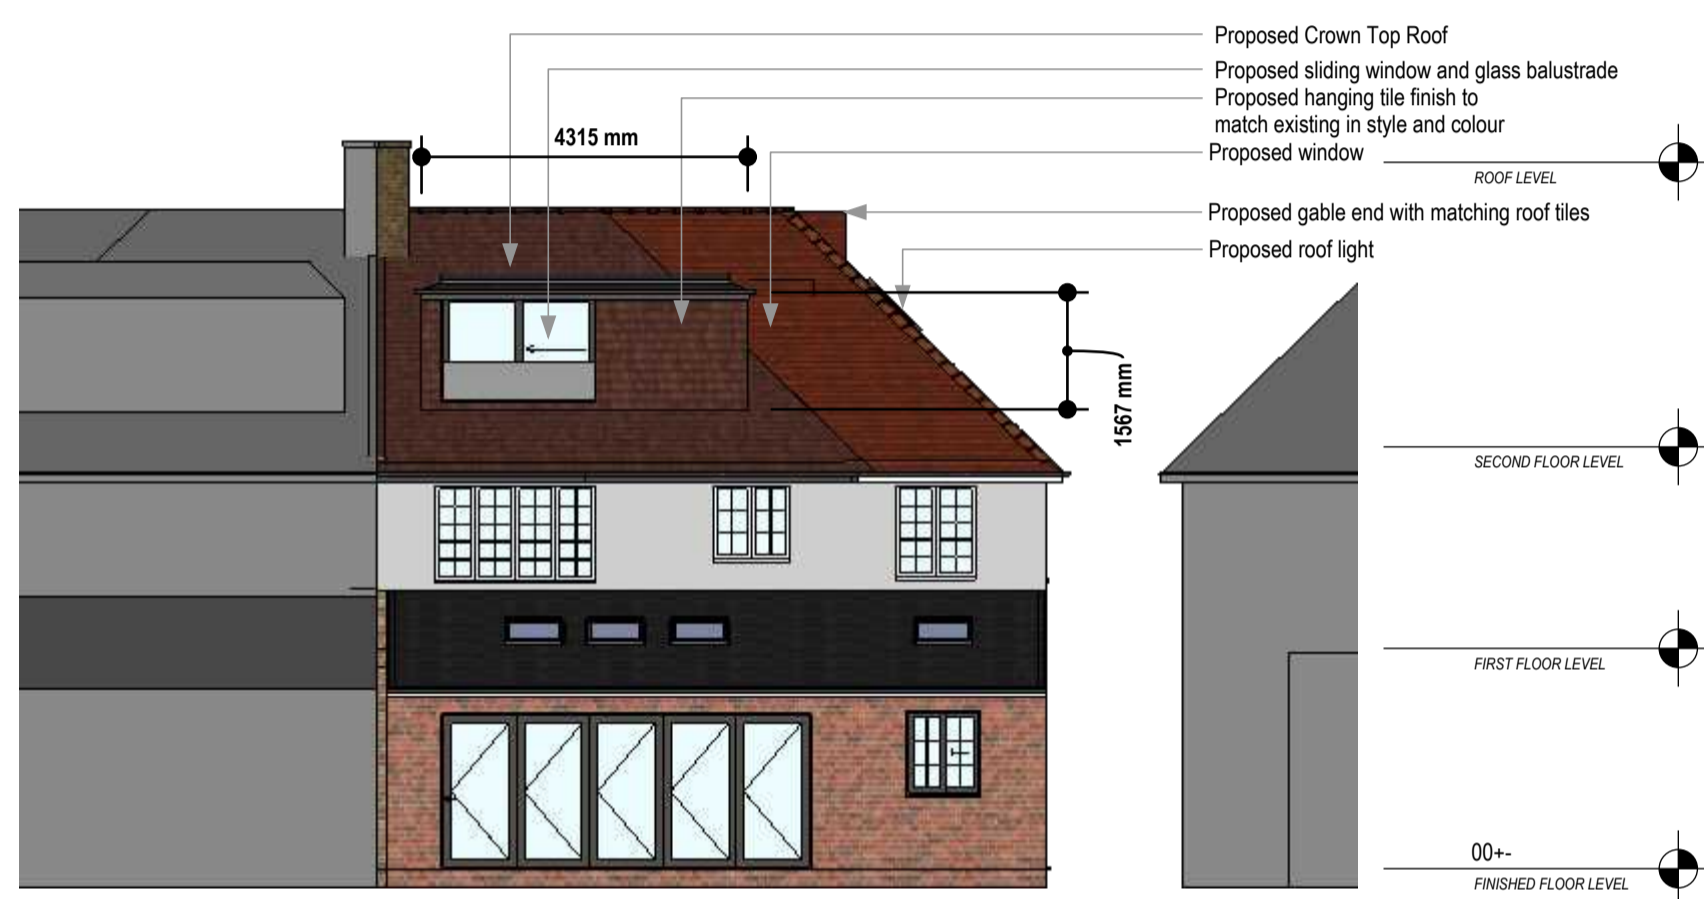 Proposed Crown Top Roof
Proposed sliding window and glass balustrade
Proposed hanging tile finish to
match existing in style and colour
Proposed window
4315 mm
ROOF LEVEL
Proposed gable end with matching roof tiles
Proposed roof light
1567 mm
SECOND FLOOR LEVEL
FIRST FLOOR LEVEL
00+-
FINISHED FLOOR LEVEL